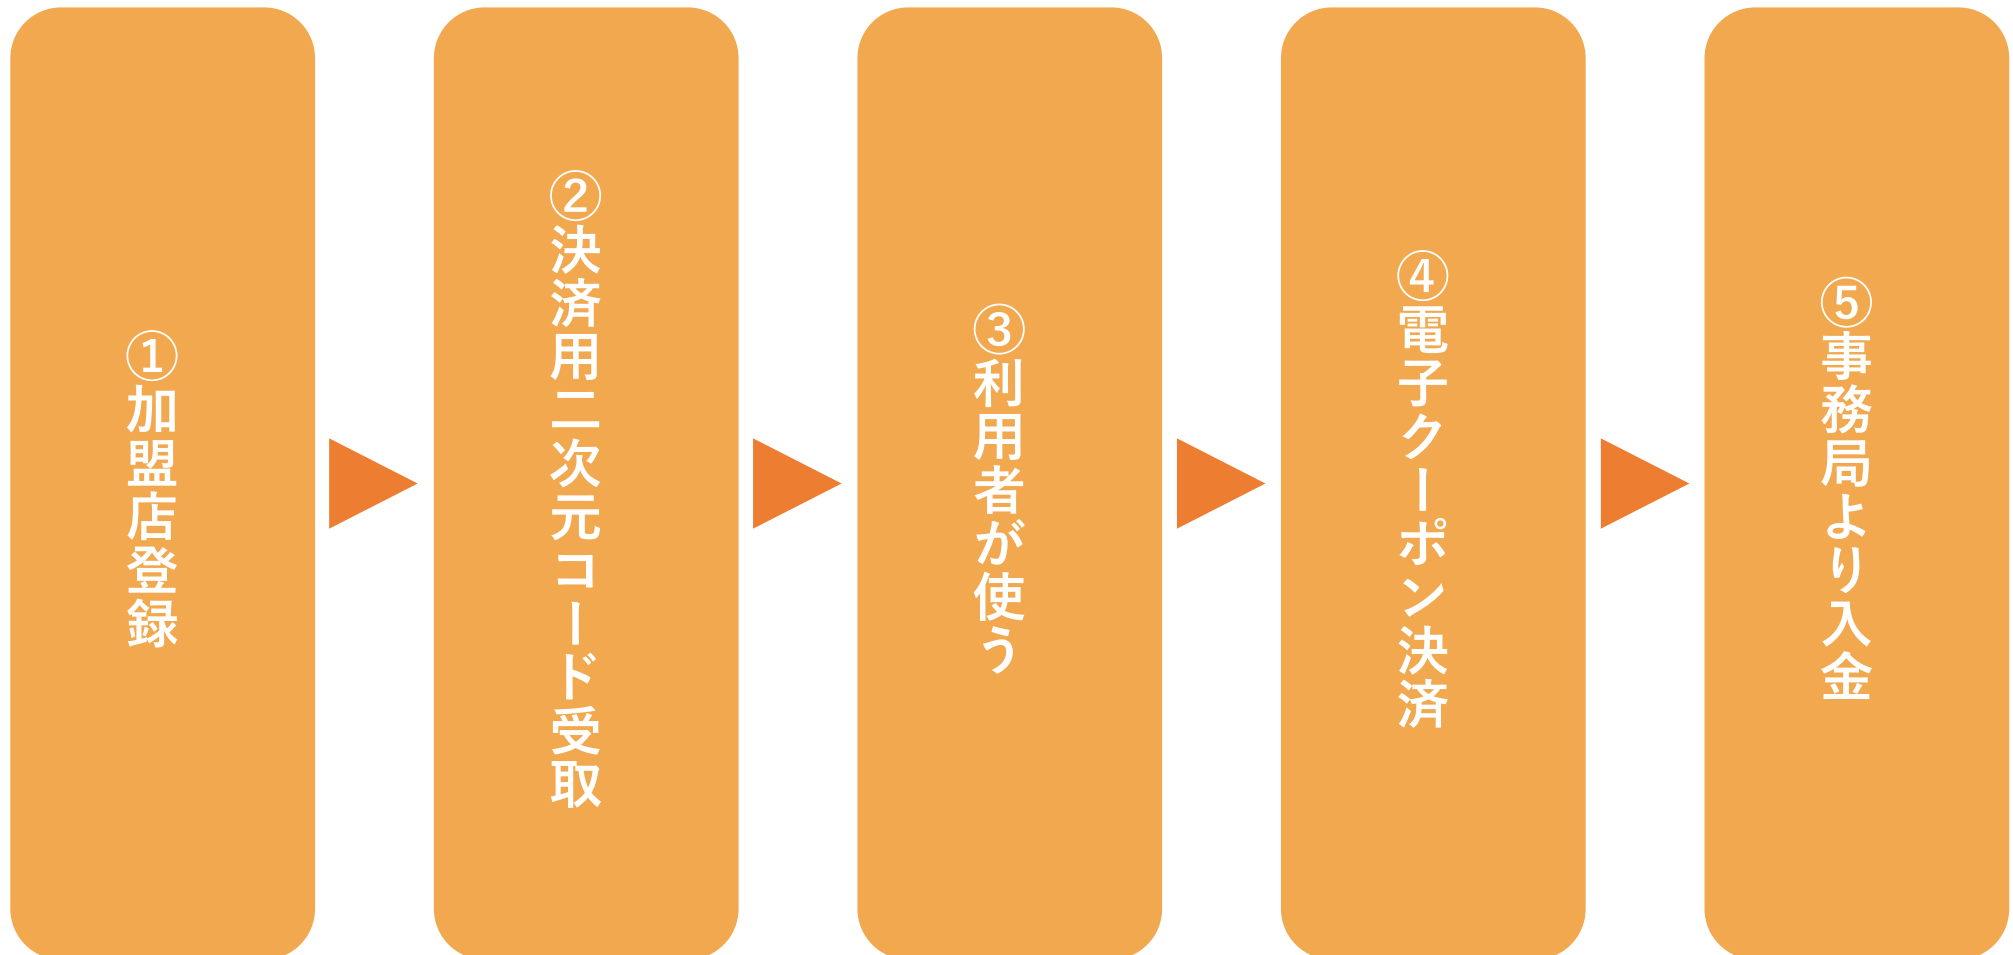 ①加盟店登録
②決済用二次元コード受取
③利用者が使う
④電子クーポン決済
⑤事務局より入金